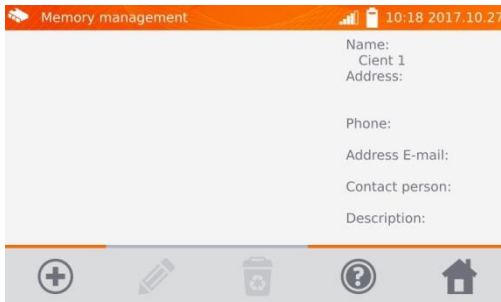 Memory management 10:18 2017.10.27
Name:
Cient 1
Address:
Phone:
Address E-mail:
Contact person:
Description: